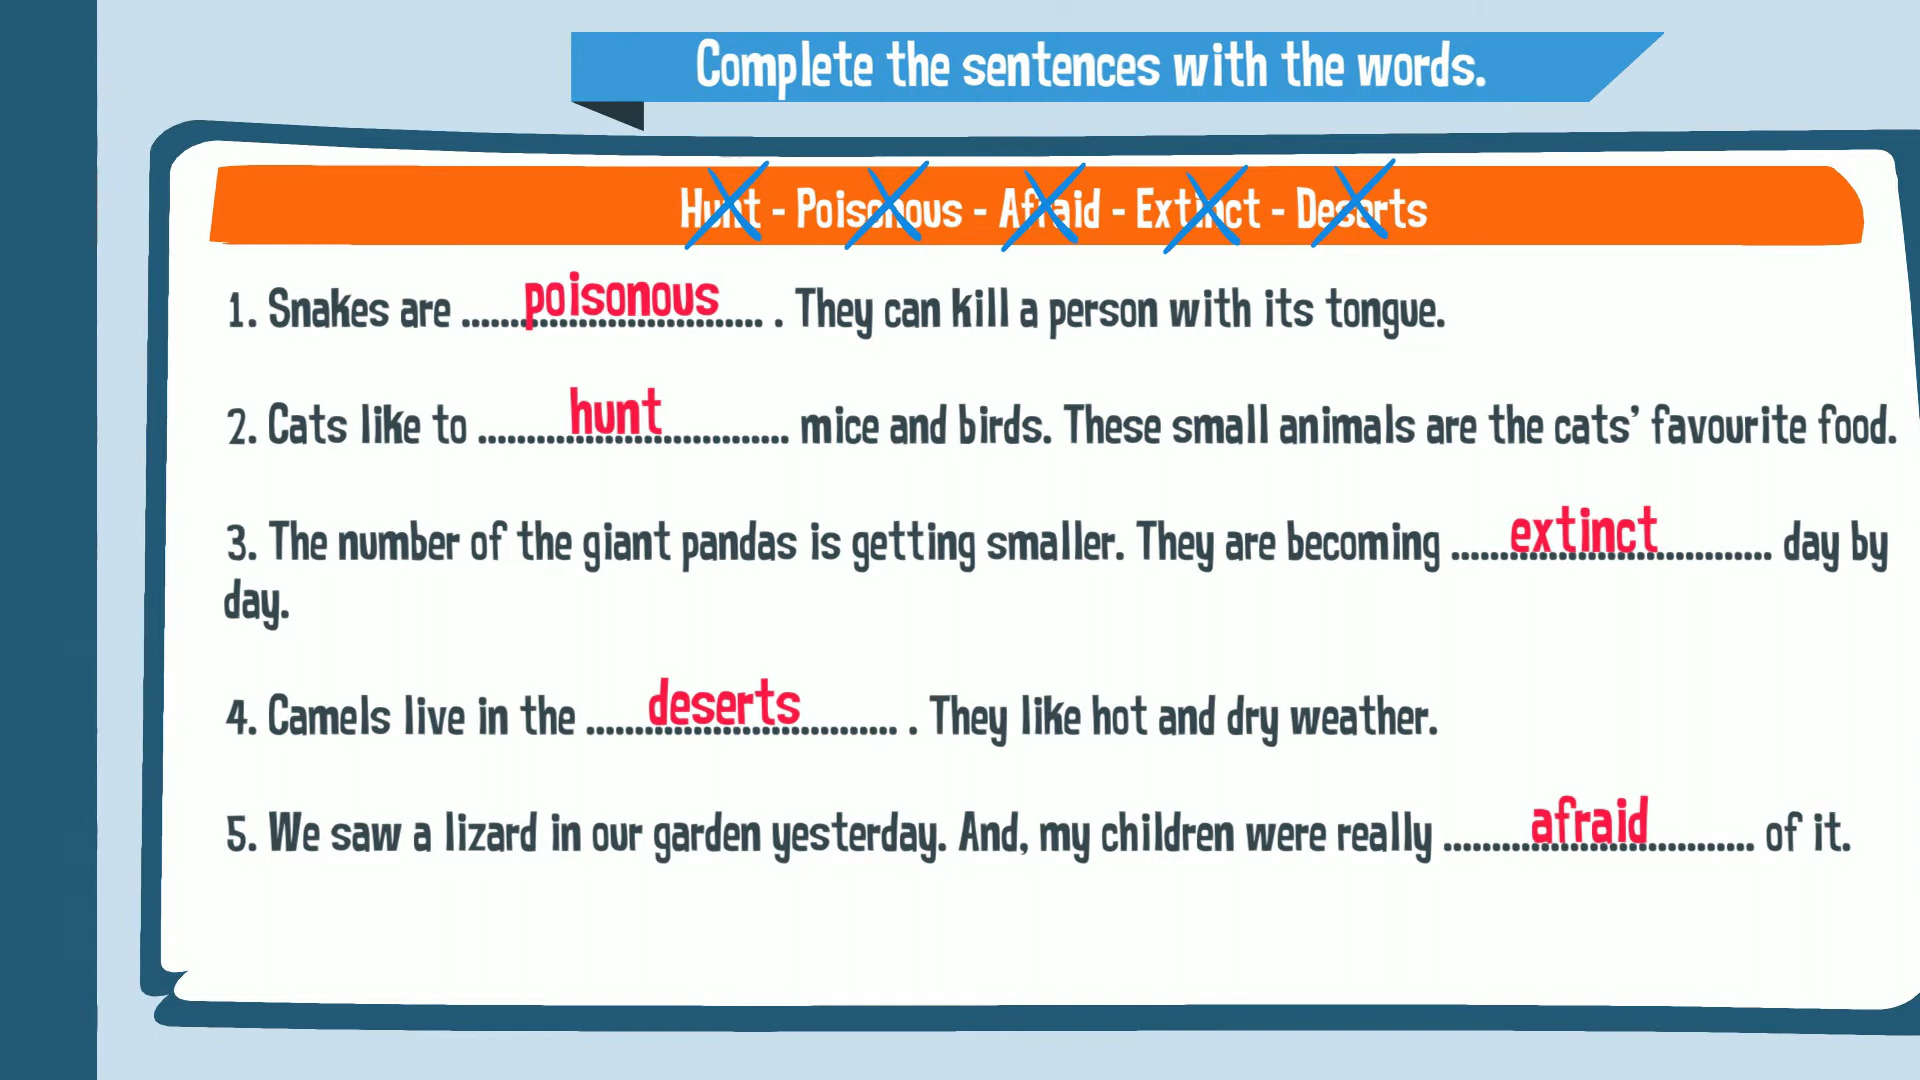 Complete the sentences with the words.
Hunt - Poisonous - Afraid - Extinct - Deserts
1. Snakes are ......poisonous...... . They can kill a person with its tongue.
2. Cats like to ......hunt...... mice and birds. These small animals are the cats' favourite food.
3. The number of the giant pandas is getting smaller. They are becoming ......extinct...... day by
day.
4. Camels live in the ......deserts...... . They like hot and dry weather.
5. We saw a lizard in our garden yesterday. And, my children were really ......afraid...... of it.